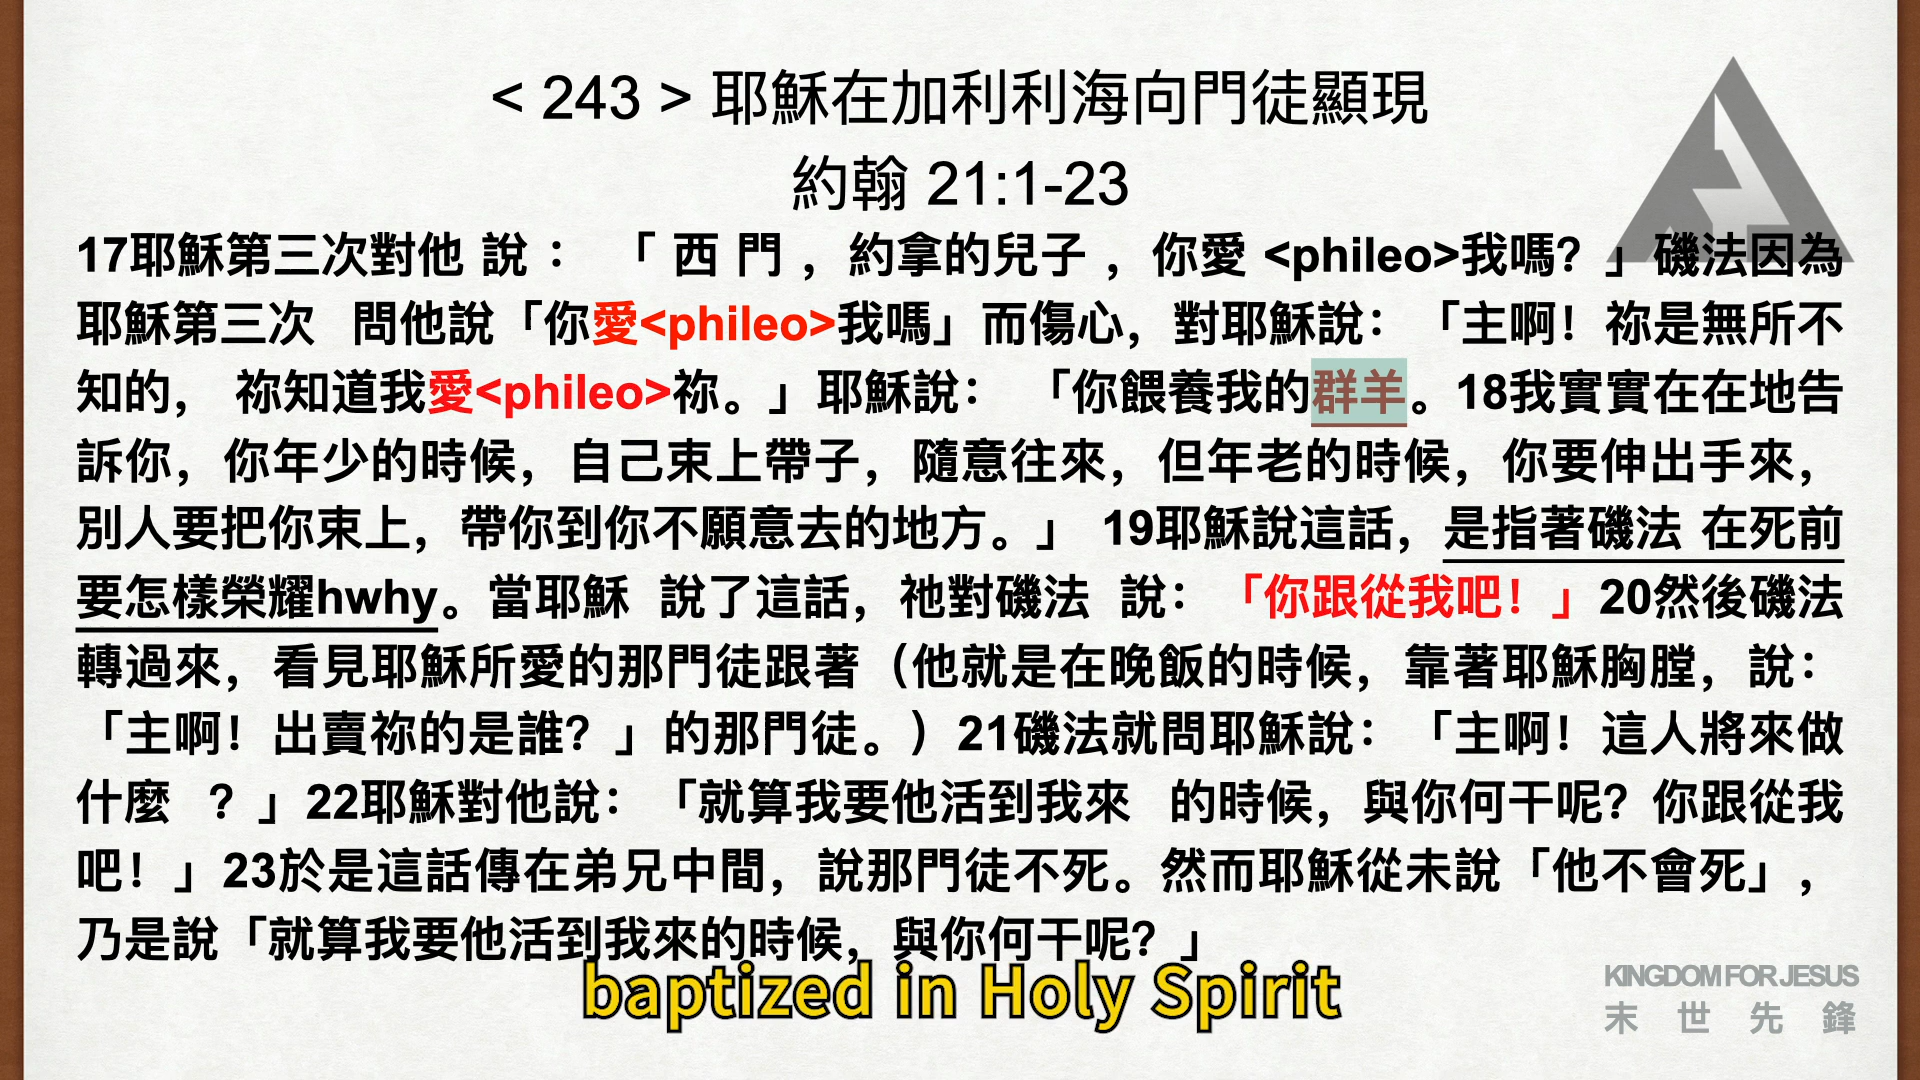 < 243 > 耶穌在加利利海向門徒顯現
約翰 21:1-23
17耶穌第三次對他 說 ： 「 西 門 ，約拿的兒子 ，你愛 <phileo>我嗎？」磯法因為
耶穌第三次 問他說「你愛<phileo>我嗎」而傷心，對耶穌說：「主啊！祢是無所不
知的， 祢知道我愛<phileo>祢。」耶穌說： 「你餵養我的群羊。18我實實在在地告
訴你，你年少的時候，自己束上帶子，隨意往來，但年老的時候，你要伸出手來，
別人要把你束上，帶你到你不願意去的地方。」 19耶穌說這話，是指著磯法 在死前
要怎樣榮耀hwhy。當耶穌 說了這話，祂對磯法 說：「你跟從我吧！」20然後磯法
轉過來，看見耶穌所愛的那門徒跟著（他就是在晚飯的時候，靠著耶穌胸膛，說：
「主啊！出賣祢的是誰？」的那門徒。）21磯法就問耶穌說：「主啊！這人將來做
什麼 ？」22耶穌對他說：「就算我要他活到我來 的時候，與你何干呢？你跟從我
吧！」23於是這話傳在弟兄中間，說那門徒不死。然而耶穌從未說「他不會死」，
乃是說「就算我要他活到我來的時候，與你何干呢？」
baptized in Holy Spirit
KINGDOM FOR JESUS
末世先鋒